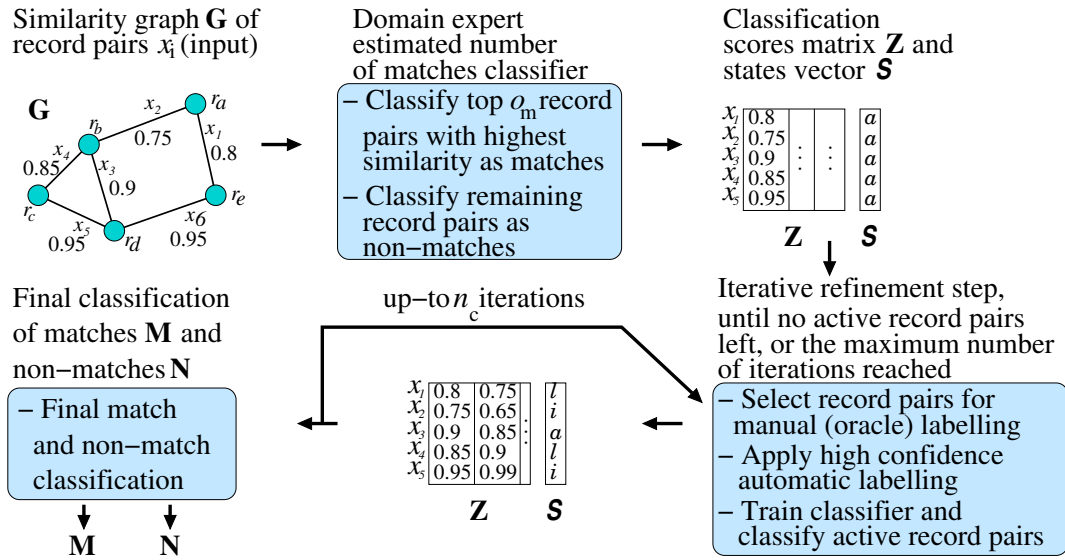 Similarity graph G of
record pairs xi (input)
G
ra
rb
rc
rd
re
x2
0.75
x1
0.8
x4
0.85
x3
0.9
x5
0.95
x6
0.95
Domain expert
estimated number
of matches classifier
− Classify top om record
pairs with highest
similarity as matches
− Classify remaining
record pairs as
non−matches
Classification
scores matrix Z and
states vector S
x1 0.8 a
x2 0.75 a
x3 0.9 : : a
x4 0.85 a
x5 0.95 a
Z S
Iterative refinement step,
until no active record pairs
left, or the maximum number
of iterations reached
− Select record pairs for
manual (oracle) labelling
− Apply high confidence
automatic labelling
− Train classifier and
classify active record pairs
up−to nc iterations
x1 0.8 0.75 l
x2 0.75 0.65 i
x3 0.9 0.85 : a
x4 0.85 0.9 l
x5 0.95 0.99 i
Z S
Final classification
of matches M and
non−matches N
− Final match
and non−match
classification
M N